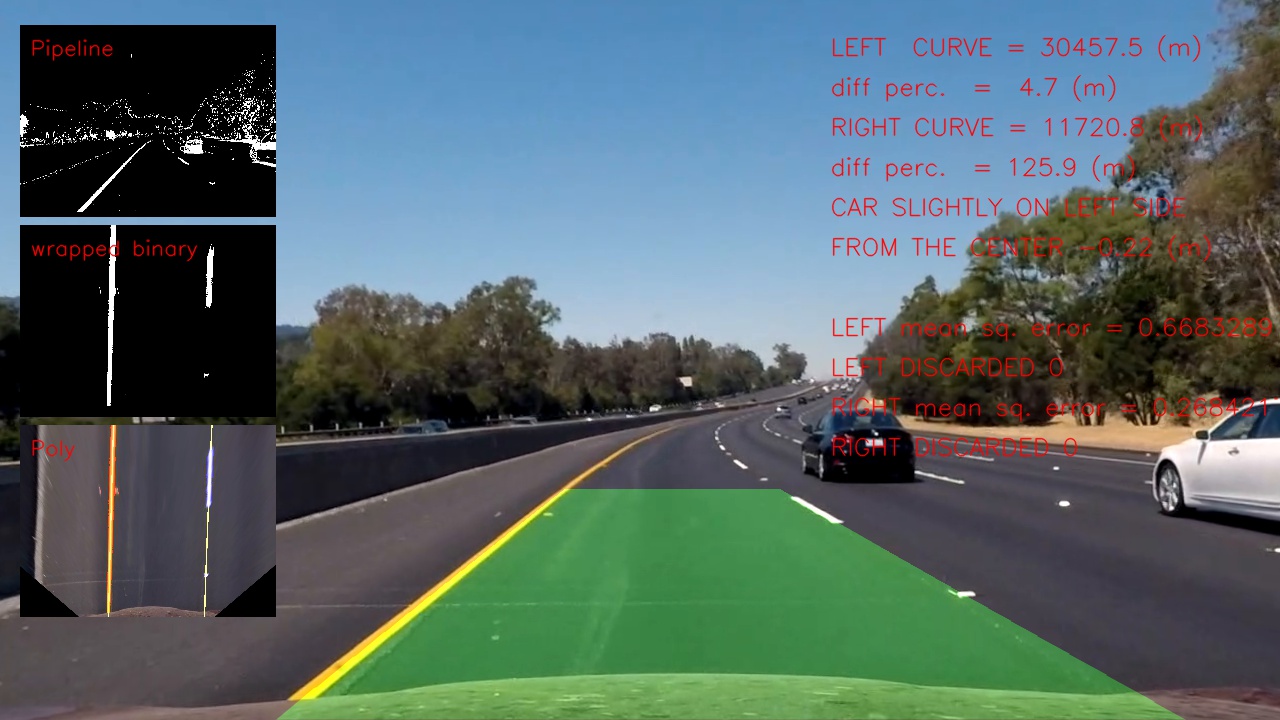 Pipeline
wrapped binary
Poly
LEFT CURVE = 30457.5 (m)
diff perc. = 4.7 (m)
RIGHT CURVE = 11720.8 (m)
diff perc. = 125.9 (m)
CAR SLIGHTLY ON LEFT SIDE
FROM THE CENTER -0.22 (m)
LEFT mean sq. error = 0.6683289
LEFT DISCARDED 0
RIGHT mean sq. error = 0.268421
RIGHT DISCARDED 0